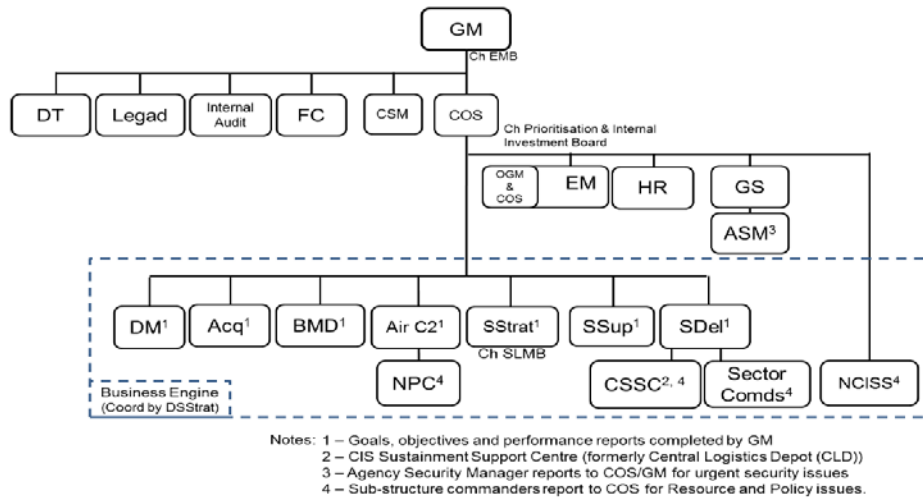 GM
Ch EMB
DT
Legad
Internal
Audit
FC
CSM
COS
Ch Prioritisation & Internal
Investment Board
OGM
&
COS
EM
HR
GS
ASM³
DM¹
Acq¹
BMD¹
Air C2¹
SStrat¹
SSup¹
SDel¹
Ch SLMB
NPC⁴
CSSC²,⁴
Sector
Comds⁴
NCISS⁴
Business Engine
(Coord by DSStrat)
Notes: 1 – Goals, objectives and performance reports completed by GM
2 – CIS Sustainment Support Centre (formerly Central Logistics Depot (CLD))
3 – Agency Security Manager reports to COS/GM for urgent security issues
4 – Sub-structure commanders report to COS for Resource and Policy issues.